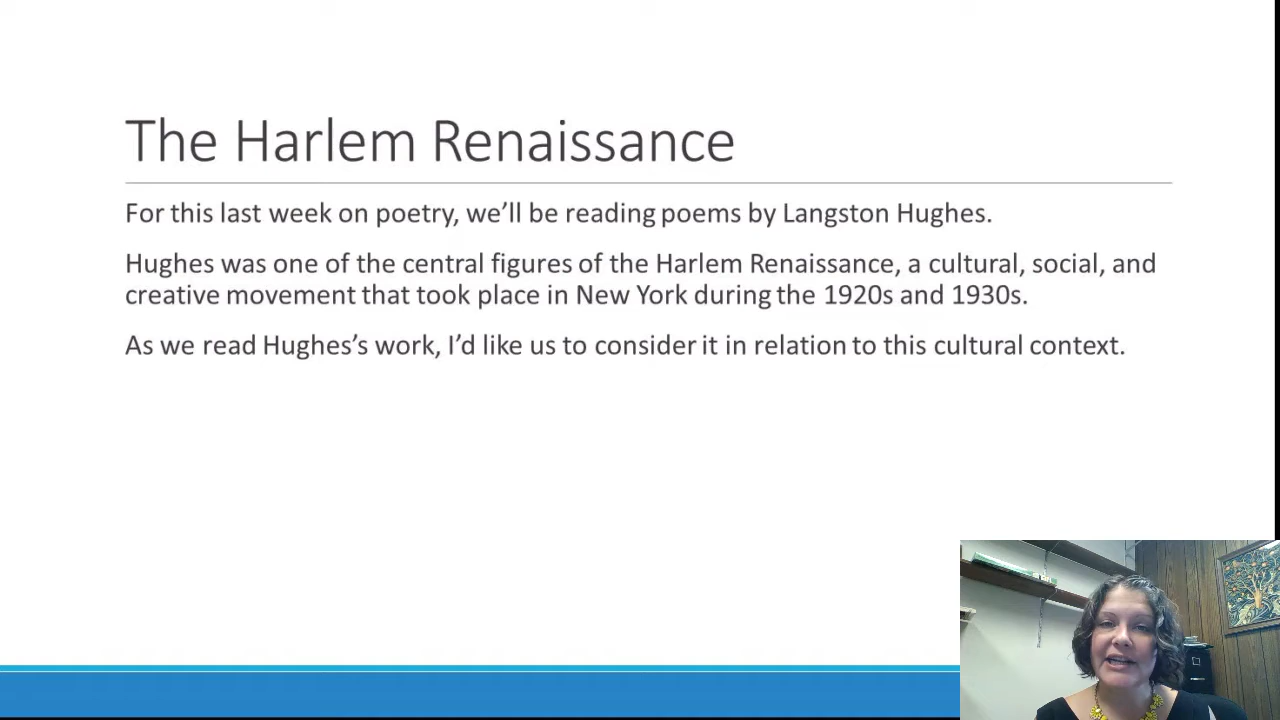 The Harlem Renaissance
For this last week on poetry, we’ll be reading poems by Langston Hughes.
Hughes was one of the central figures of the Harlem Renaissance, a cultural, social, and
creative movement that took place in New York during the 1920s and 1930s.
As we read Hughes’s work, I’d like us to consider it in relation to this cultural context.